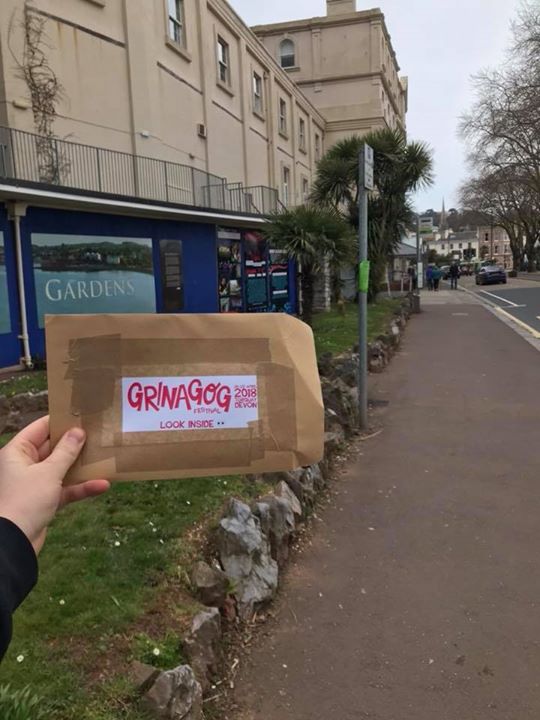 GARDENS
GRINAGOG
FESTIVAL
2018
DEVON
LOOK INSIDE ••